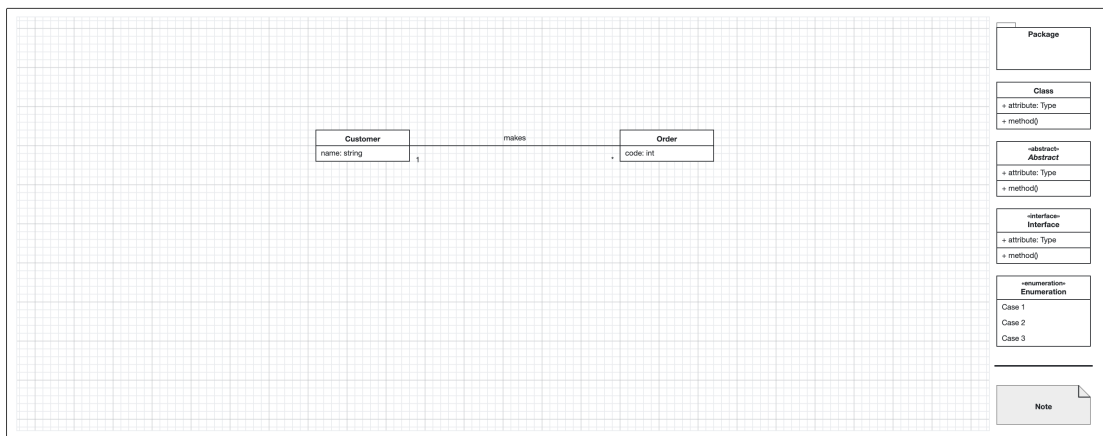 Customer
name: string
makes
1
*
Order
code: int
Package
Class
+ attribute: Type
+ method()
«abstract»
Abstract
+ attribute: Type
+ method()
«interface»
Interface
+ attribute: Type
+ method()
«enumeration»
Enumeration
Case 1
Case 2
Case 3
Note